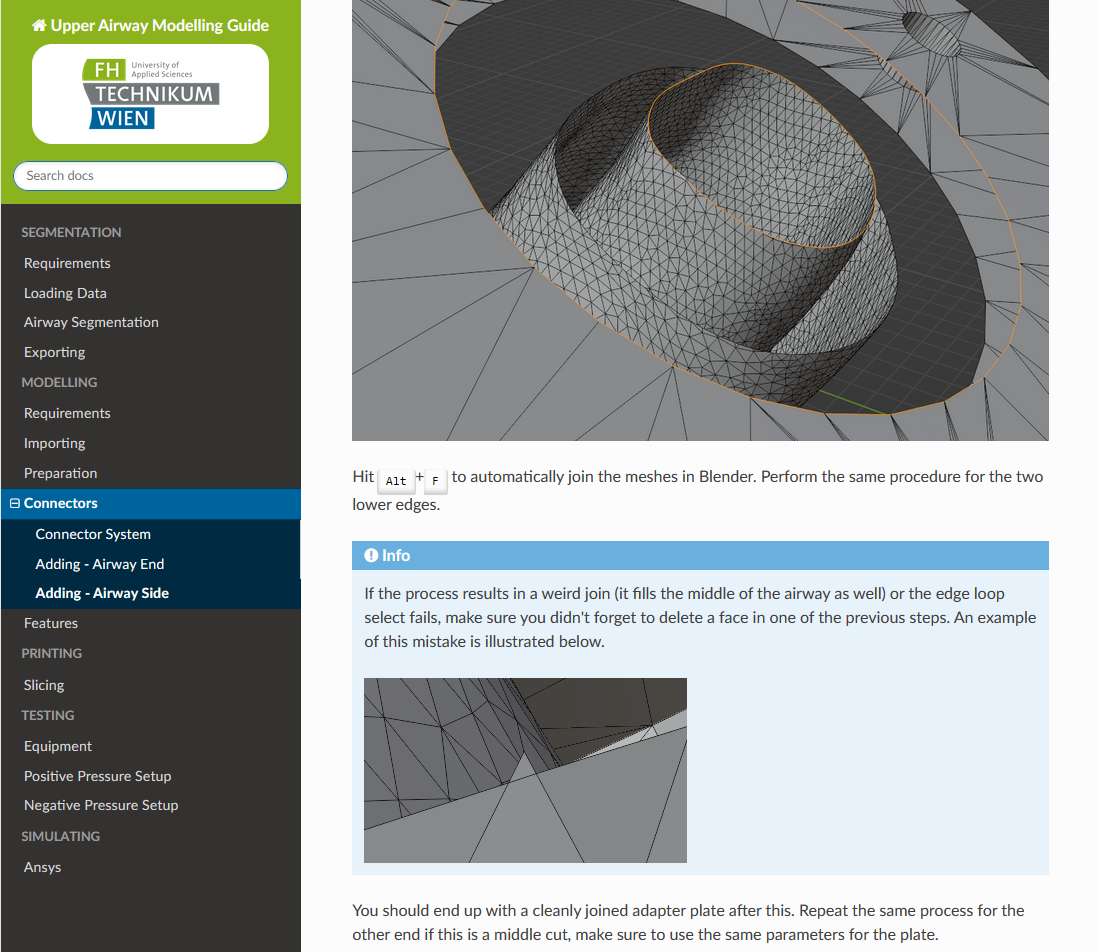 Upper Airway Modelling Guide
FH University of
Applied Sciences
TECHNIKUM
WIEN
Search docs
SEGMENTATION
Requirements
Loading Data
Airway Segmentation
Exporting
MODELLING
Requirements
Importing
Preparation
Connectors
Connector System
Adding - Airway End
Adding - Airway Side
Features
PRINTING
Slicing
TESTING
Equipment
Positive Pressure Setup
Negative Pressure Setup
SIMULATING
Ansys
Hit Alt + F to automatically join the meshes in Blender. Perform the same procedure for the two
lower edges.
Info
If the process results in a weird join (it fills the middle of the airway as well) or the edge loop
select fails, make sure you didn't forget to delete a face in one of the previous steps. An example
of this mistake is illustrated below.
You should end up with a cleanly joined adapter plate after this. Repeat the same process for the
other end if this is a middle cut, make sure to use the same parameters for the plate.